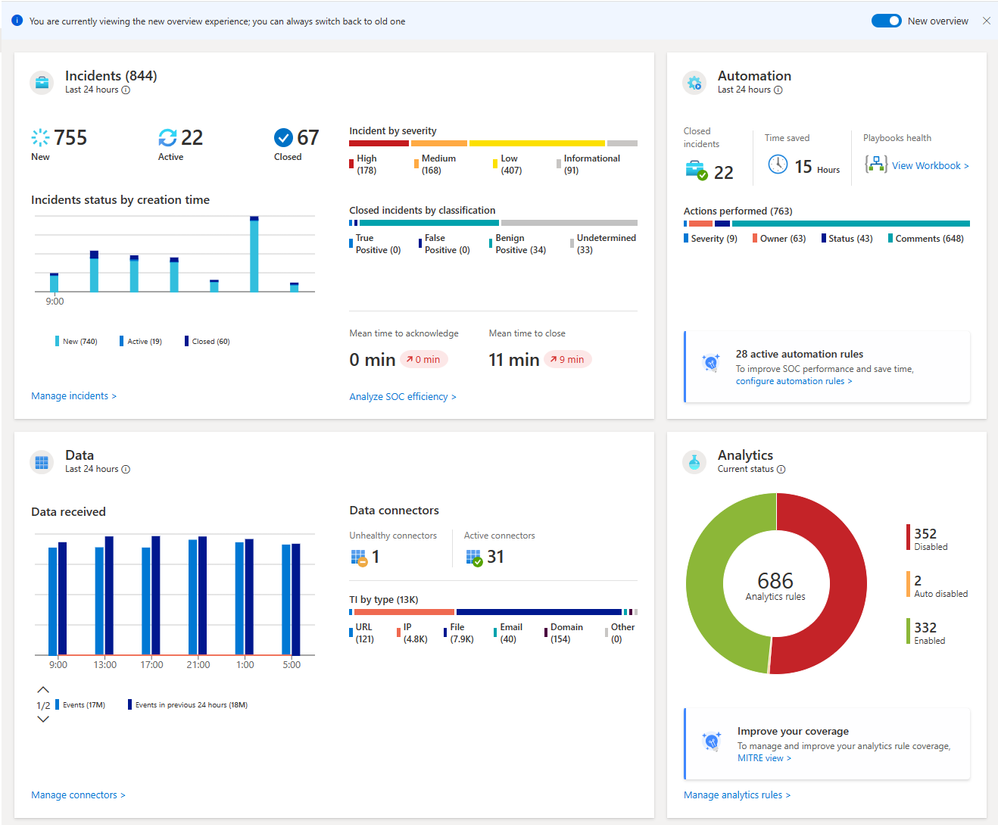 You are currently viewing the new overview experience; you can always switch back to old one
New overview
Incidents (844)
Last 24 hours
755
New
22
Active
67
Closed
Incidents status by creation time
9:00
New (740)
Active (19)
Closed (60)
Manage incidents >
Incident by severity
High
(178)
Medium
(168)
Low
(407)
Informational
(91)
Closed incidents by classification
True
Positive (0)
False
Positive (0)
Benign
Positive (34)
Undetermined
(33)
Mean time to acknowledge
0 min
0 min
Mean time to close
11 min
9 min
Analyze SOC efficiency >
Automation
Last 24 hours
Closed
incidents
22
Time saved
15 Hours
Playbooks health
View Workbook >
Actions performed (763)
Severity (9)
Owner (63)
Status (43)
Comments (648)
28 active automation rules
To improve SOC performance and save time,
configure automation rules >
Data
Last 24 hours
Data received
9:00
13:00
17:00
21:00
1:00
5:00
1/2
Events (17M)
Events in previous 24 hours (18M)
Manage connectors >
Data connectors
Unhealthy connectors
1
Active connectors
31
TI by type (13K)
URL
(121)
IP
(4.8K)
File
(7.9K)
Email
(40)
Domain
(154)
Other
(0)
Analytics
Current status
686
Analytics rules
352
Disabled
2
Auto disabled
332
Enabled
Improve your coverage
To manage and improve your analytics rule coverage,
MITRE view >
Manage analytics rules >